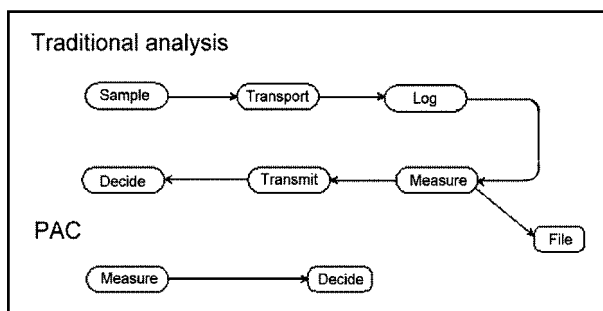 Traditional analysis
Sample Transport Log
Decide Transmit Measure
PAC
File
Measure Decide